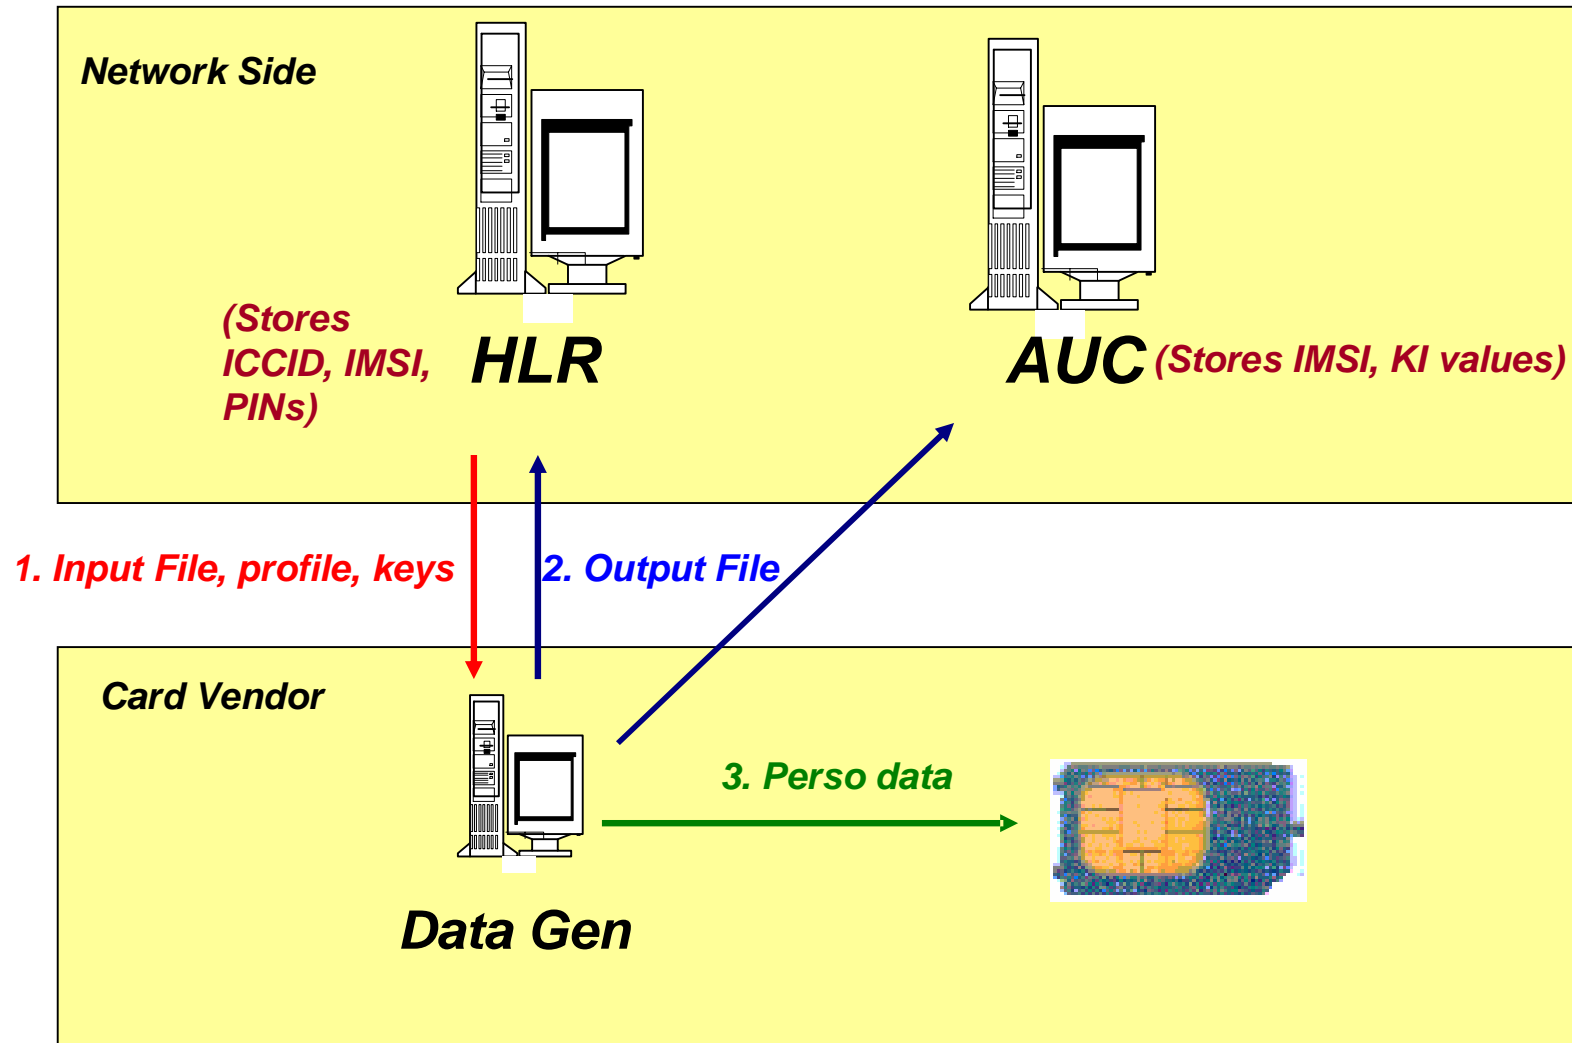 Network Side
(Stores
ICCID, IMSI,
PINs)
HLR
AUC (Stores IMSI, KI values)
1. Input File, profile, keys
2. Output File
Card Vendor
3. Perso data
Data Gen